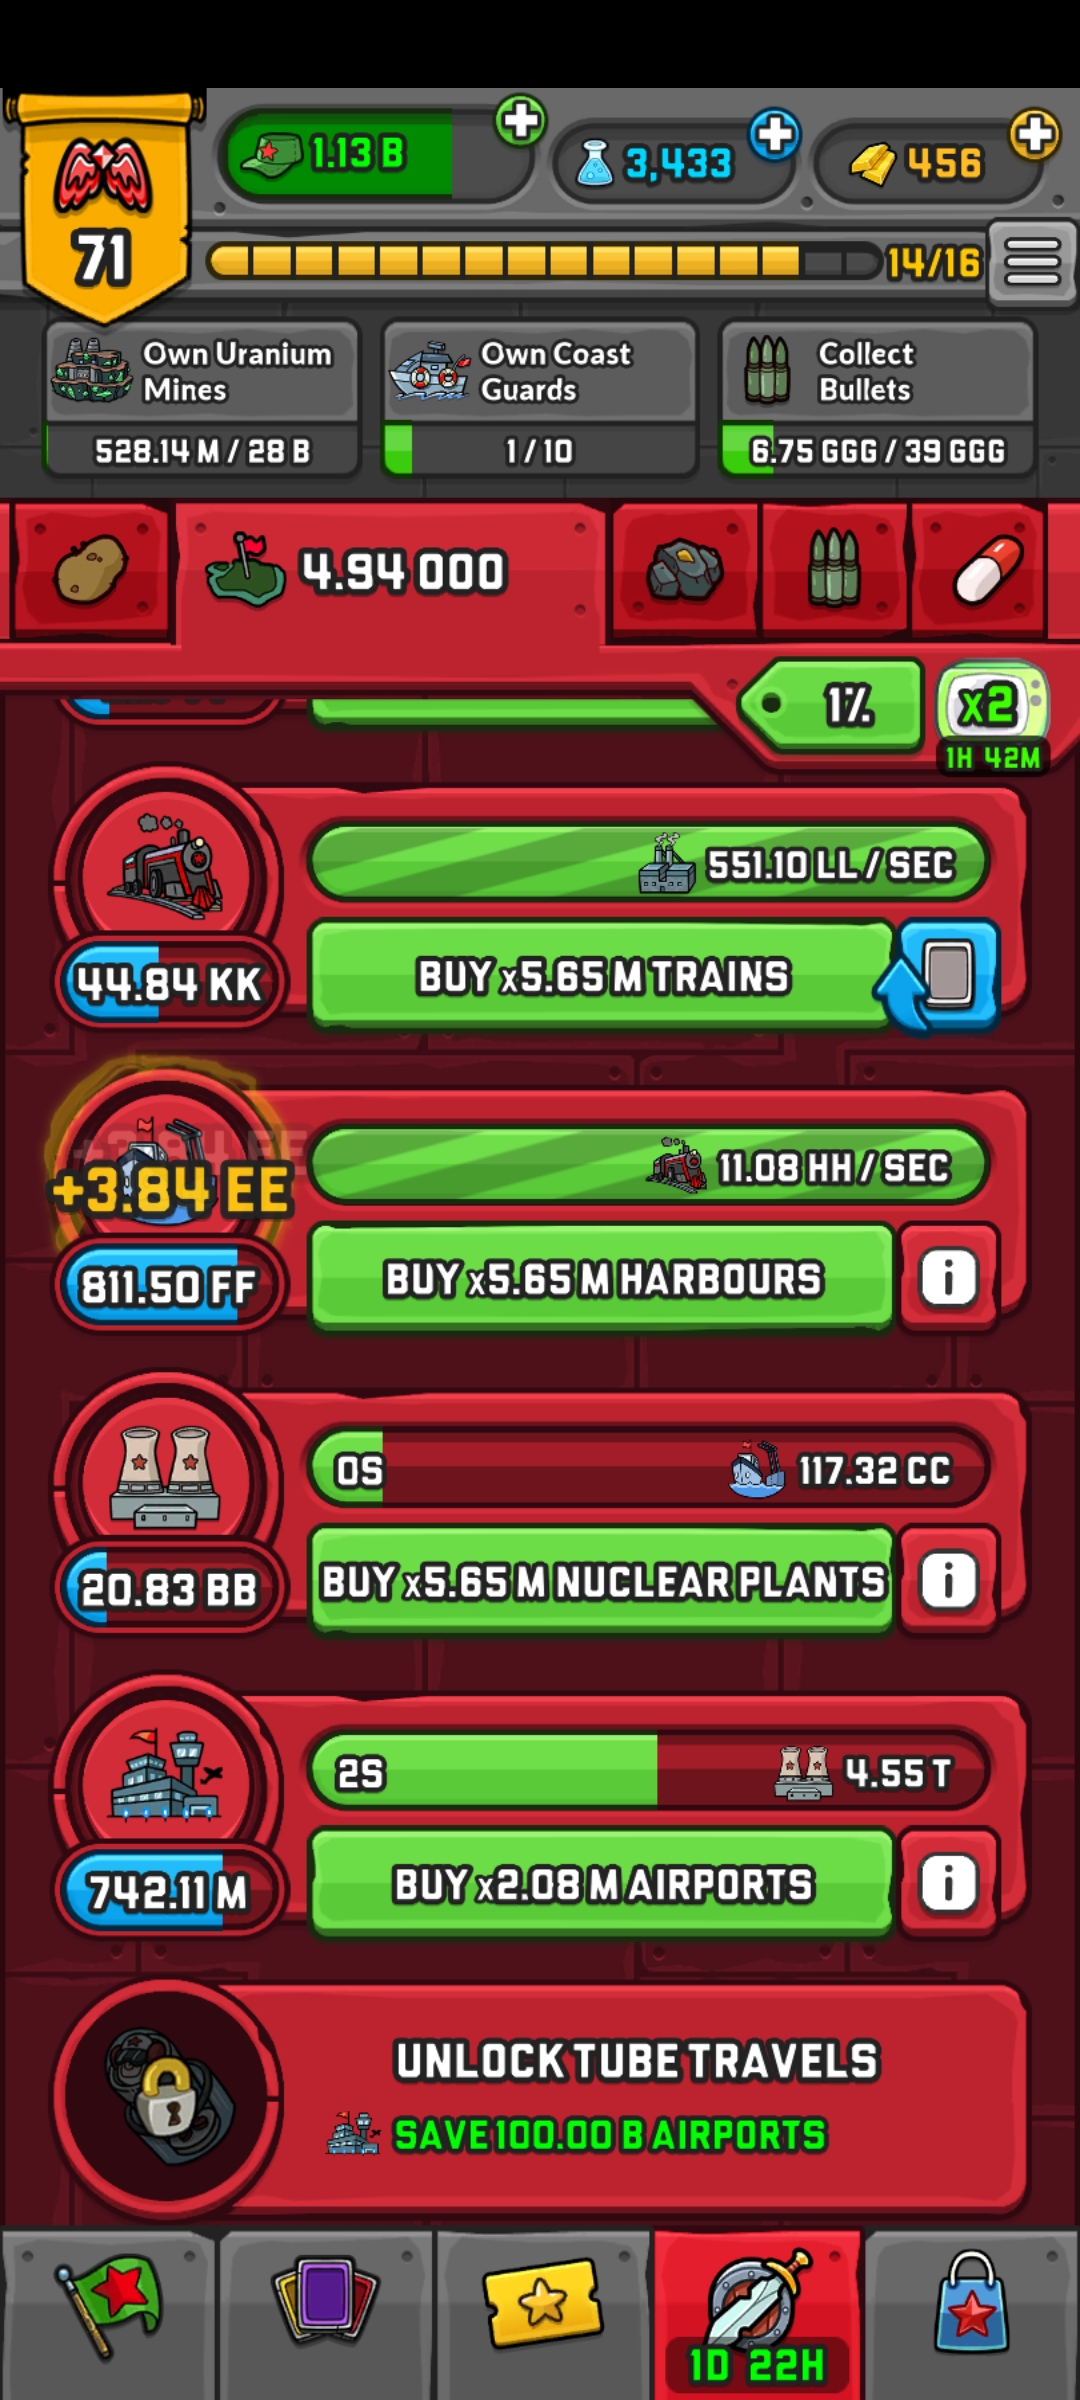 1.13 B
3,433
456
71
14/16
Own Uranium
Mines
528.14 M / 28 B
Own Coast
Guards
1 / 10
Collect
Bullets
6.75 GGG / 39 GGG
4.94 OOO
1%
x2
1H 42M
551.10 LL / SEC
44.84 KK
BUY x5.65 M TRAINS
+3.84 EE
+3.84 EE
11.08 HH / SEC
811.50 FF
BUY x5.65 M HARBOURS
i
0S
117.32 CC
20.83 BB
BUY x5.65 M NUCLEAR PLANTS
i
2S
4.55 T
742.11 M
BUY x2.08 M AIRPORTS
i
UNLOCK TUBE TRAVELS
SAVE 100.00 B AIRPORTS
1D 22H